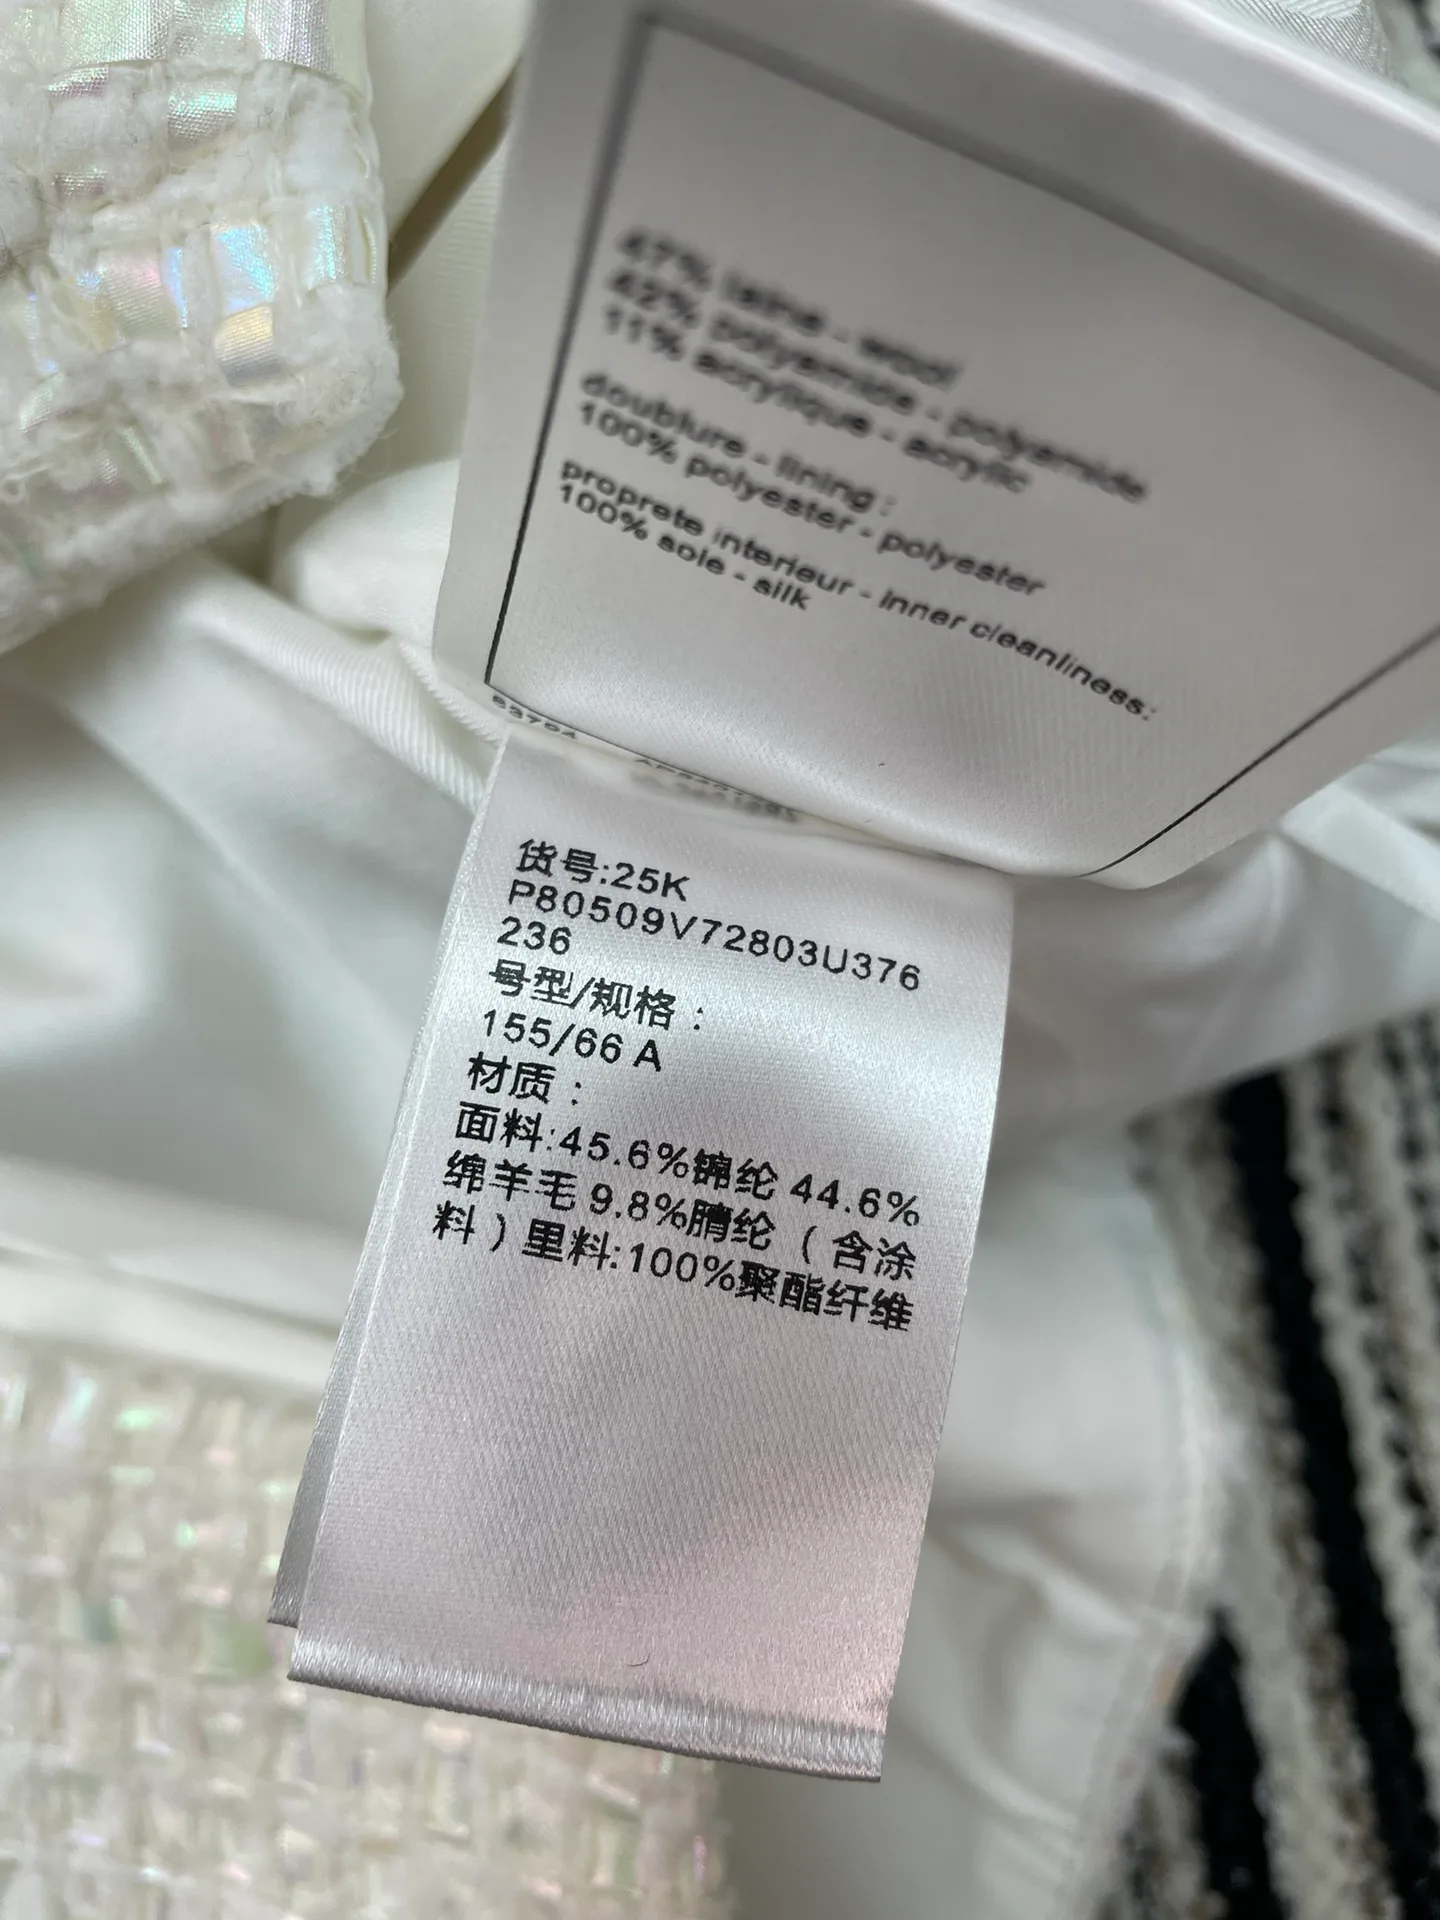 47% laine - wool
42% polyamide - polyamide
11% acrylique - acrylic
doublure - lining :
100% polyester - polyester
proprete interieur - inner cleanliness:
100% soie - silk
货号:25K
P80509V72803U376
236
号型/规格：
155/66 A
材质：
面料:45.6%锦纶 44.6%
绵羊毛 9.8%腈纶（含涂
料）里料:100%聚酯纤维